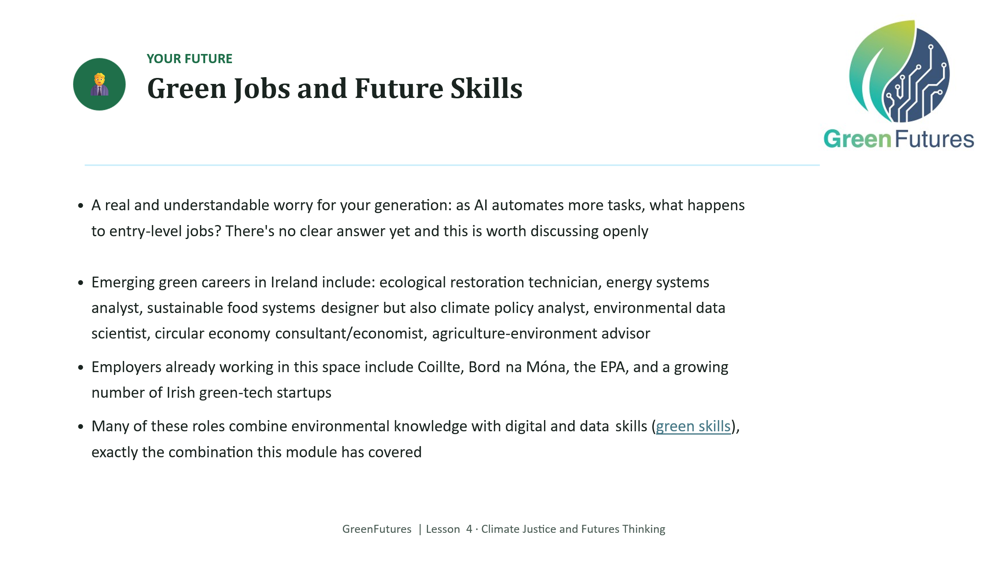 YOUR FUTURE
Green Jobs and Future Skills
GreenFutures
• A real and understandable worry for your generation: as AI automates more tasks, what happens
to entry-level jobs? There's no clear answer yet and this is worth discussing openly
• Emerging green careers in Ireland include: ecological restoration technician, energy systems
analyst, sustainable food systems designer but also climate policy analyst, environmental data
scientist, circular economy consultant/economist, agriculture-environment advisor
• Employers already working in this space include Coillte, Bord na Móna, the EPA, and a growing
number of Irish green-tech startups
• Many of these roles combine environmental knowledge with digital and data skills (green skills),
exactly the combination this module has covered
GreenFutures | Lesson 4 · Climate Justice and Futures Thinking